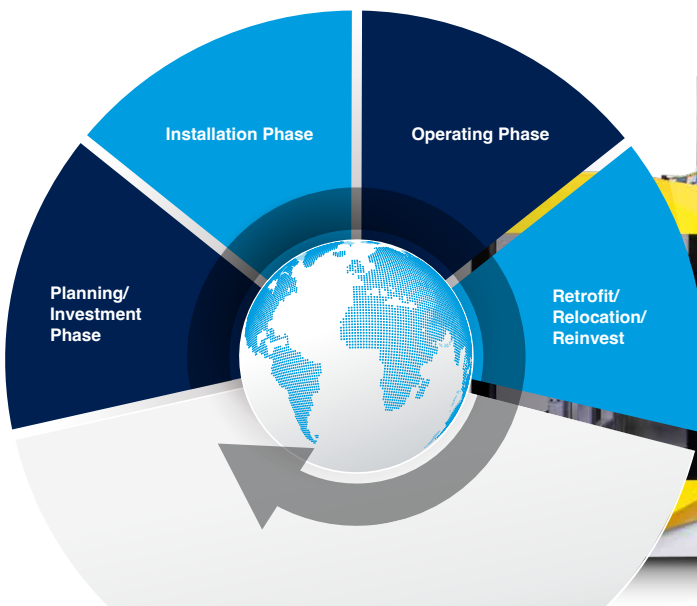 Installation Phase
Operating Phase
Planning/
Investment
Phase
Retrofit/
Relocation/
Reinvest